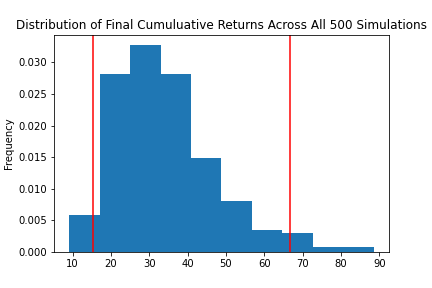 Distribution of Final Cumuluative Returns Across All 500 Simulations
0.030
0.025
0.020
0.015
0.010
0.005
0.000
Frequency
10 20 30 40 50 60 70 80 90